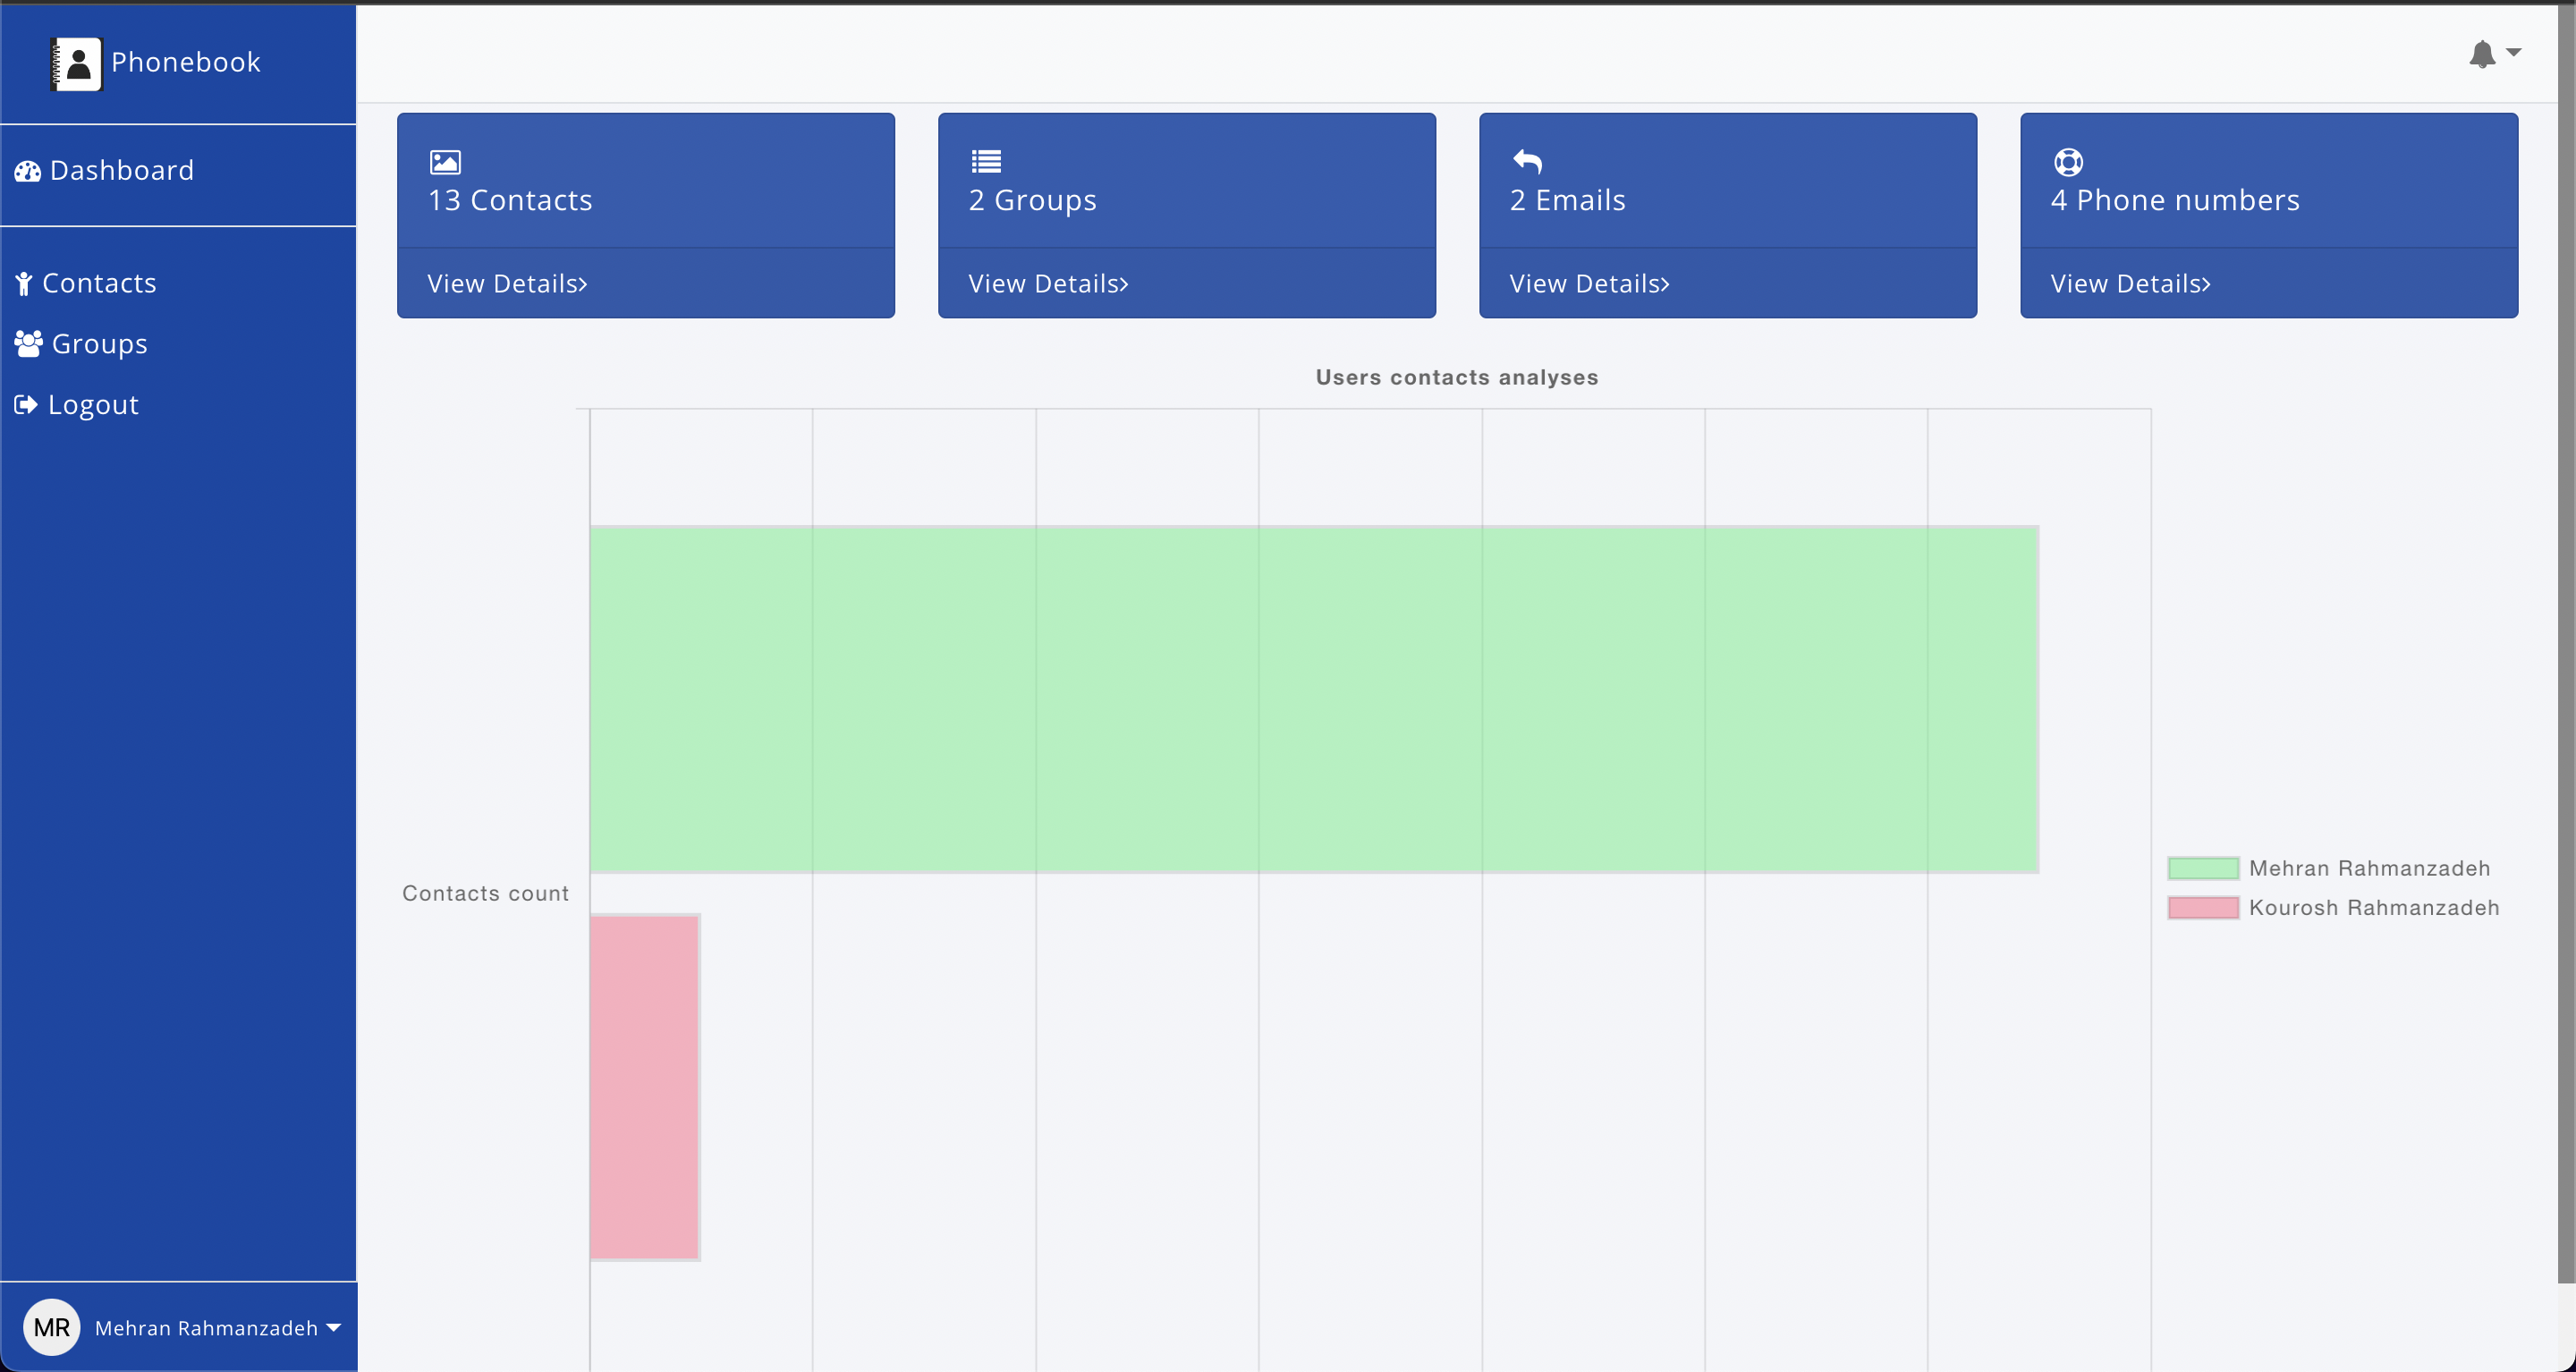 Phonebook
Dashboard
Contacts
Groups
Logout
13 Contacts
View Details
2 Groups
View Details
2 Emails
View Details
4 Phone numbers
View Details
Users contacts analyses
Contacts count
Mehran Rahmanzadeh
Kourosh Rahmanzadeh
MR Mehran Rahmanzadeh